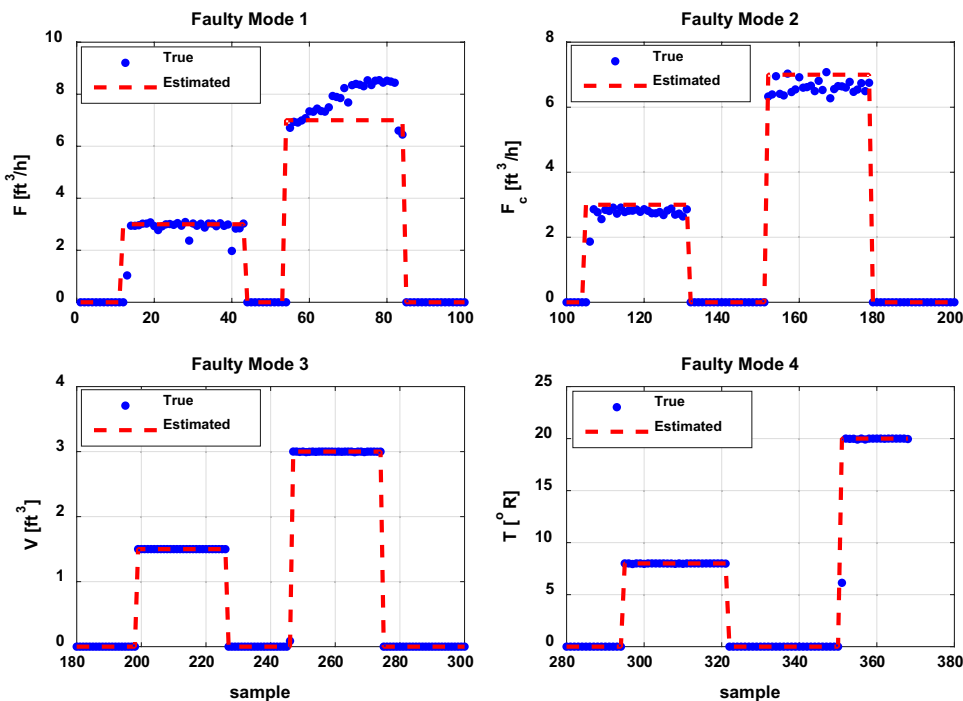 Faulty Mode 1
F [ft³/h]
10
8
6
4
2
0
True
Estimated
0 20 40 60 80 100
Faulty Mode 2
F_c [ft³/h]
8
6
4
2
0
True
Estimated
100 120 140 160 180 200
Faulty Mode 3
V [ft³]
4
3
2
1
0
True
Estimated
180 200 220 240 260 280 300
sample
Faulty Mode 4
T [° R]
25
20
15
10
5
0
True
Estimated
280 300 320 340 360 380
sample